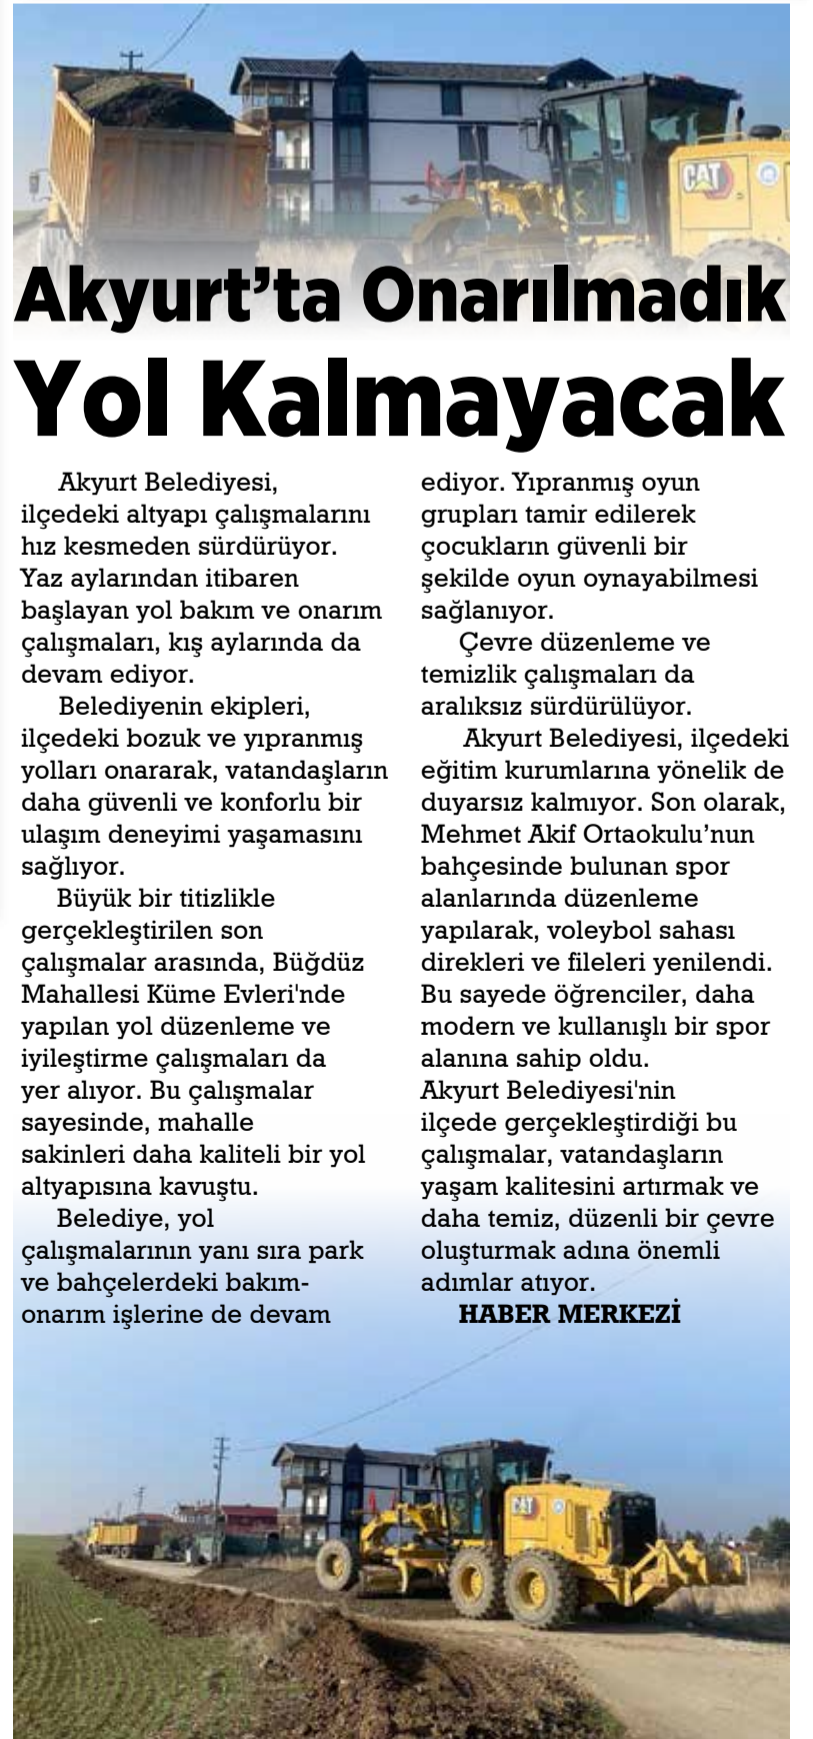 CAT
Akyurt’ta Onarılmadık
Yol Kalmayacak
Akyurt Belediyesi,
ilçedeki altyapı çalışmalarını
hız kesmeden sürdürüyor.
Yaz aylarından itibaren
başlayan yol bakım ve onarım
çalışmaları, kış aylarında da
devam ediyor.
Belediyenin ekipleri,
ilçedeki bozuk ve yıpranmış
yolları onararak, vatandaşların
daha güvenli ve konforlu bir
ulaşım deneyimi yaşamasını
sağlıyor.
Büyük bir titizlikle
gerçekleştirilen son
çalışmalar arasında, Büğdüz
Mahallesi Küme Evleri'nde
yapılan yol düzenleme ve
iyileştirme çalışmaları da
yer alıyor. Bu çalışmalar
sayesinde, mahalle
sakinleri daha kaliteli bir yol
altyapısına kavuştu.
Belediye, yol
çalışmalarının yanı sıra park
ve bahçelerdeki bakım-
onarım işlerine de devam
ediyor. Yıpranmış oyun
grupları tamir edilerek
çocukların güvenli bir
şekilde oyun oynayabilmesi
sağlanıyor.
Çevre düzenleme ve
temizlik çalışmaları da
aralıksız sürdürülüyor.
Akyurt Belediyesi, ilçedeki
eğitim kurumlarına yönelik de
duyarsız kalmıyor. Son olarak,
Mehmet Akif Ortaokulu’nun
bahçesinde bulunan spor
alanlarında düzenleme
yapılarak, voleybol sahası
direkleri ve fileleri yenilendi.
Bu sayede öğrenciler, daha
modern ve kullanışlı bir spor
alanına sahip oldu.
Akyurt Belediyesi'nin
ilçede gerçekleştirdiği bu
çalışmalar, vatandaşların
yaşam kalitesini artırmak ve
daha temiz, düzenli bir çevre
oluşturmak adına önemli
adımlar atıyor.
HABER MERKEZİ
CAT